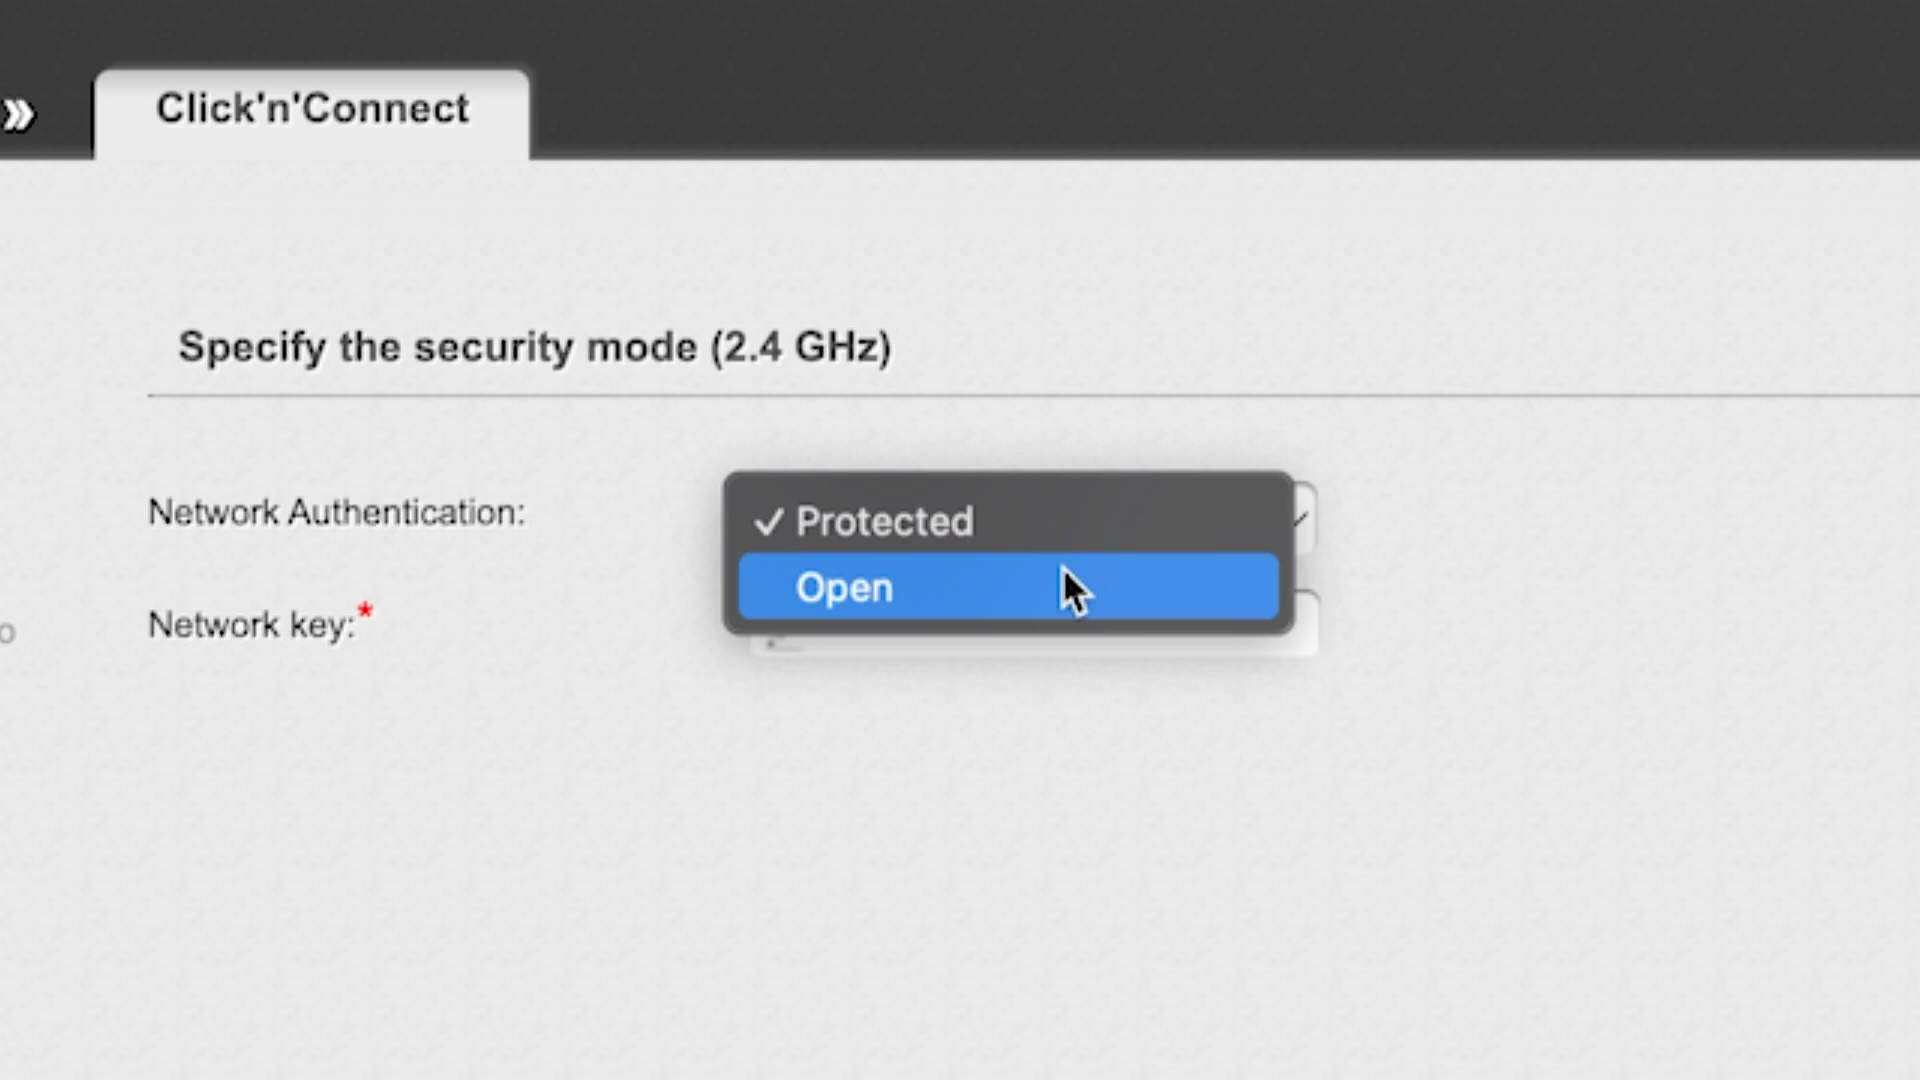 » Click'n'Connect
Specify the security mode (2.4 GHz)
Network Authentication:
✓ Protected
Open
Network key:*